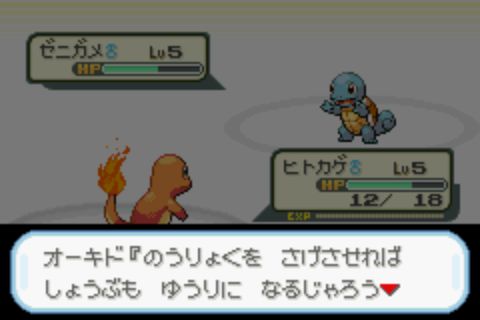 ゼニガメ♂ Lv5
HP
ヒトカゲ♂ Lv5
HP
12/ 18
EXP
オーキド『のうりょくを さげさせれば
しょうぶも ゆうりに なるじゃろう▼